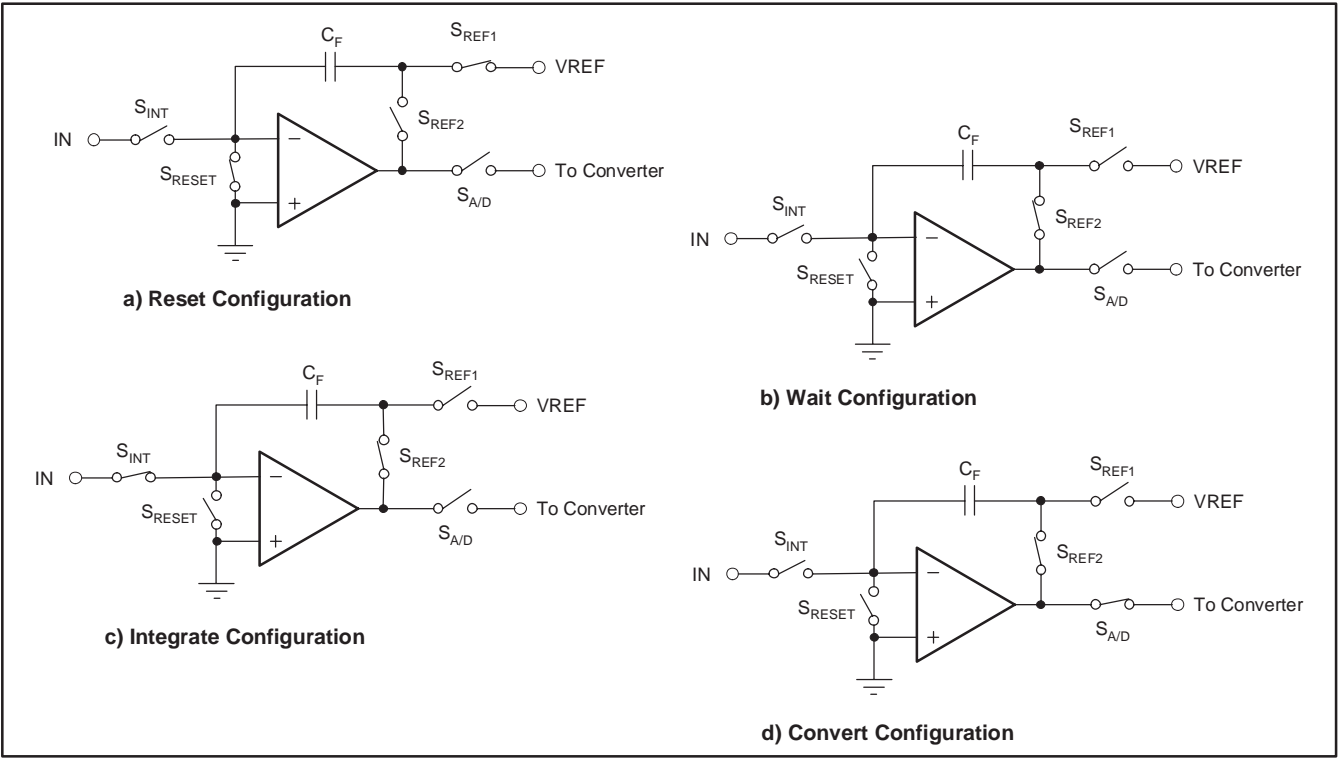 C_F
S_REF1
VREF
S_INT
S_REF2
IN
−
S_RESET
To Converter
+
S_A/D
a) Reset Configuration
C_F
S_REF1
VREF
S_INT
S_REF2
IN
−
S_RESET
To Converter
+
S_A/D
b) Wait Configuration
C_F
S_REF1
VREF
S_INT
S_REF2
IN
−
S_RESET
To Converter
+
S_A/D
c) Integrate Configuration
C_F
S_REF1
VREF
S_INT
S_REF2
IN
−
S_RESET
To Converter
+
S_A/D
d) Convert Configuration